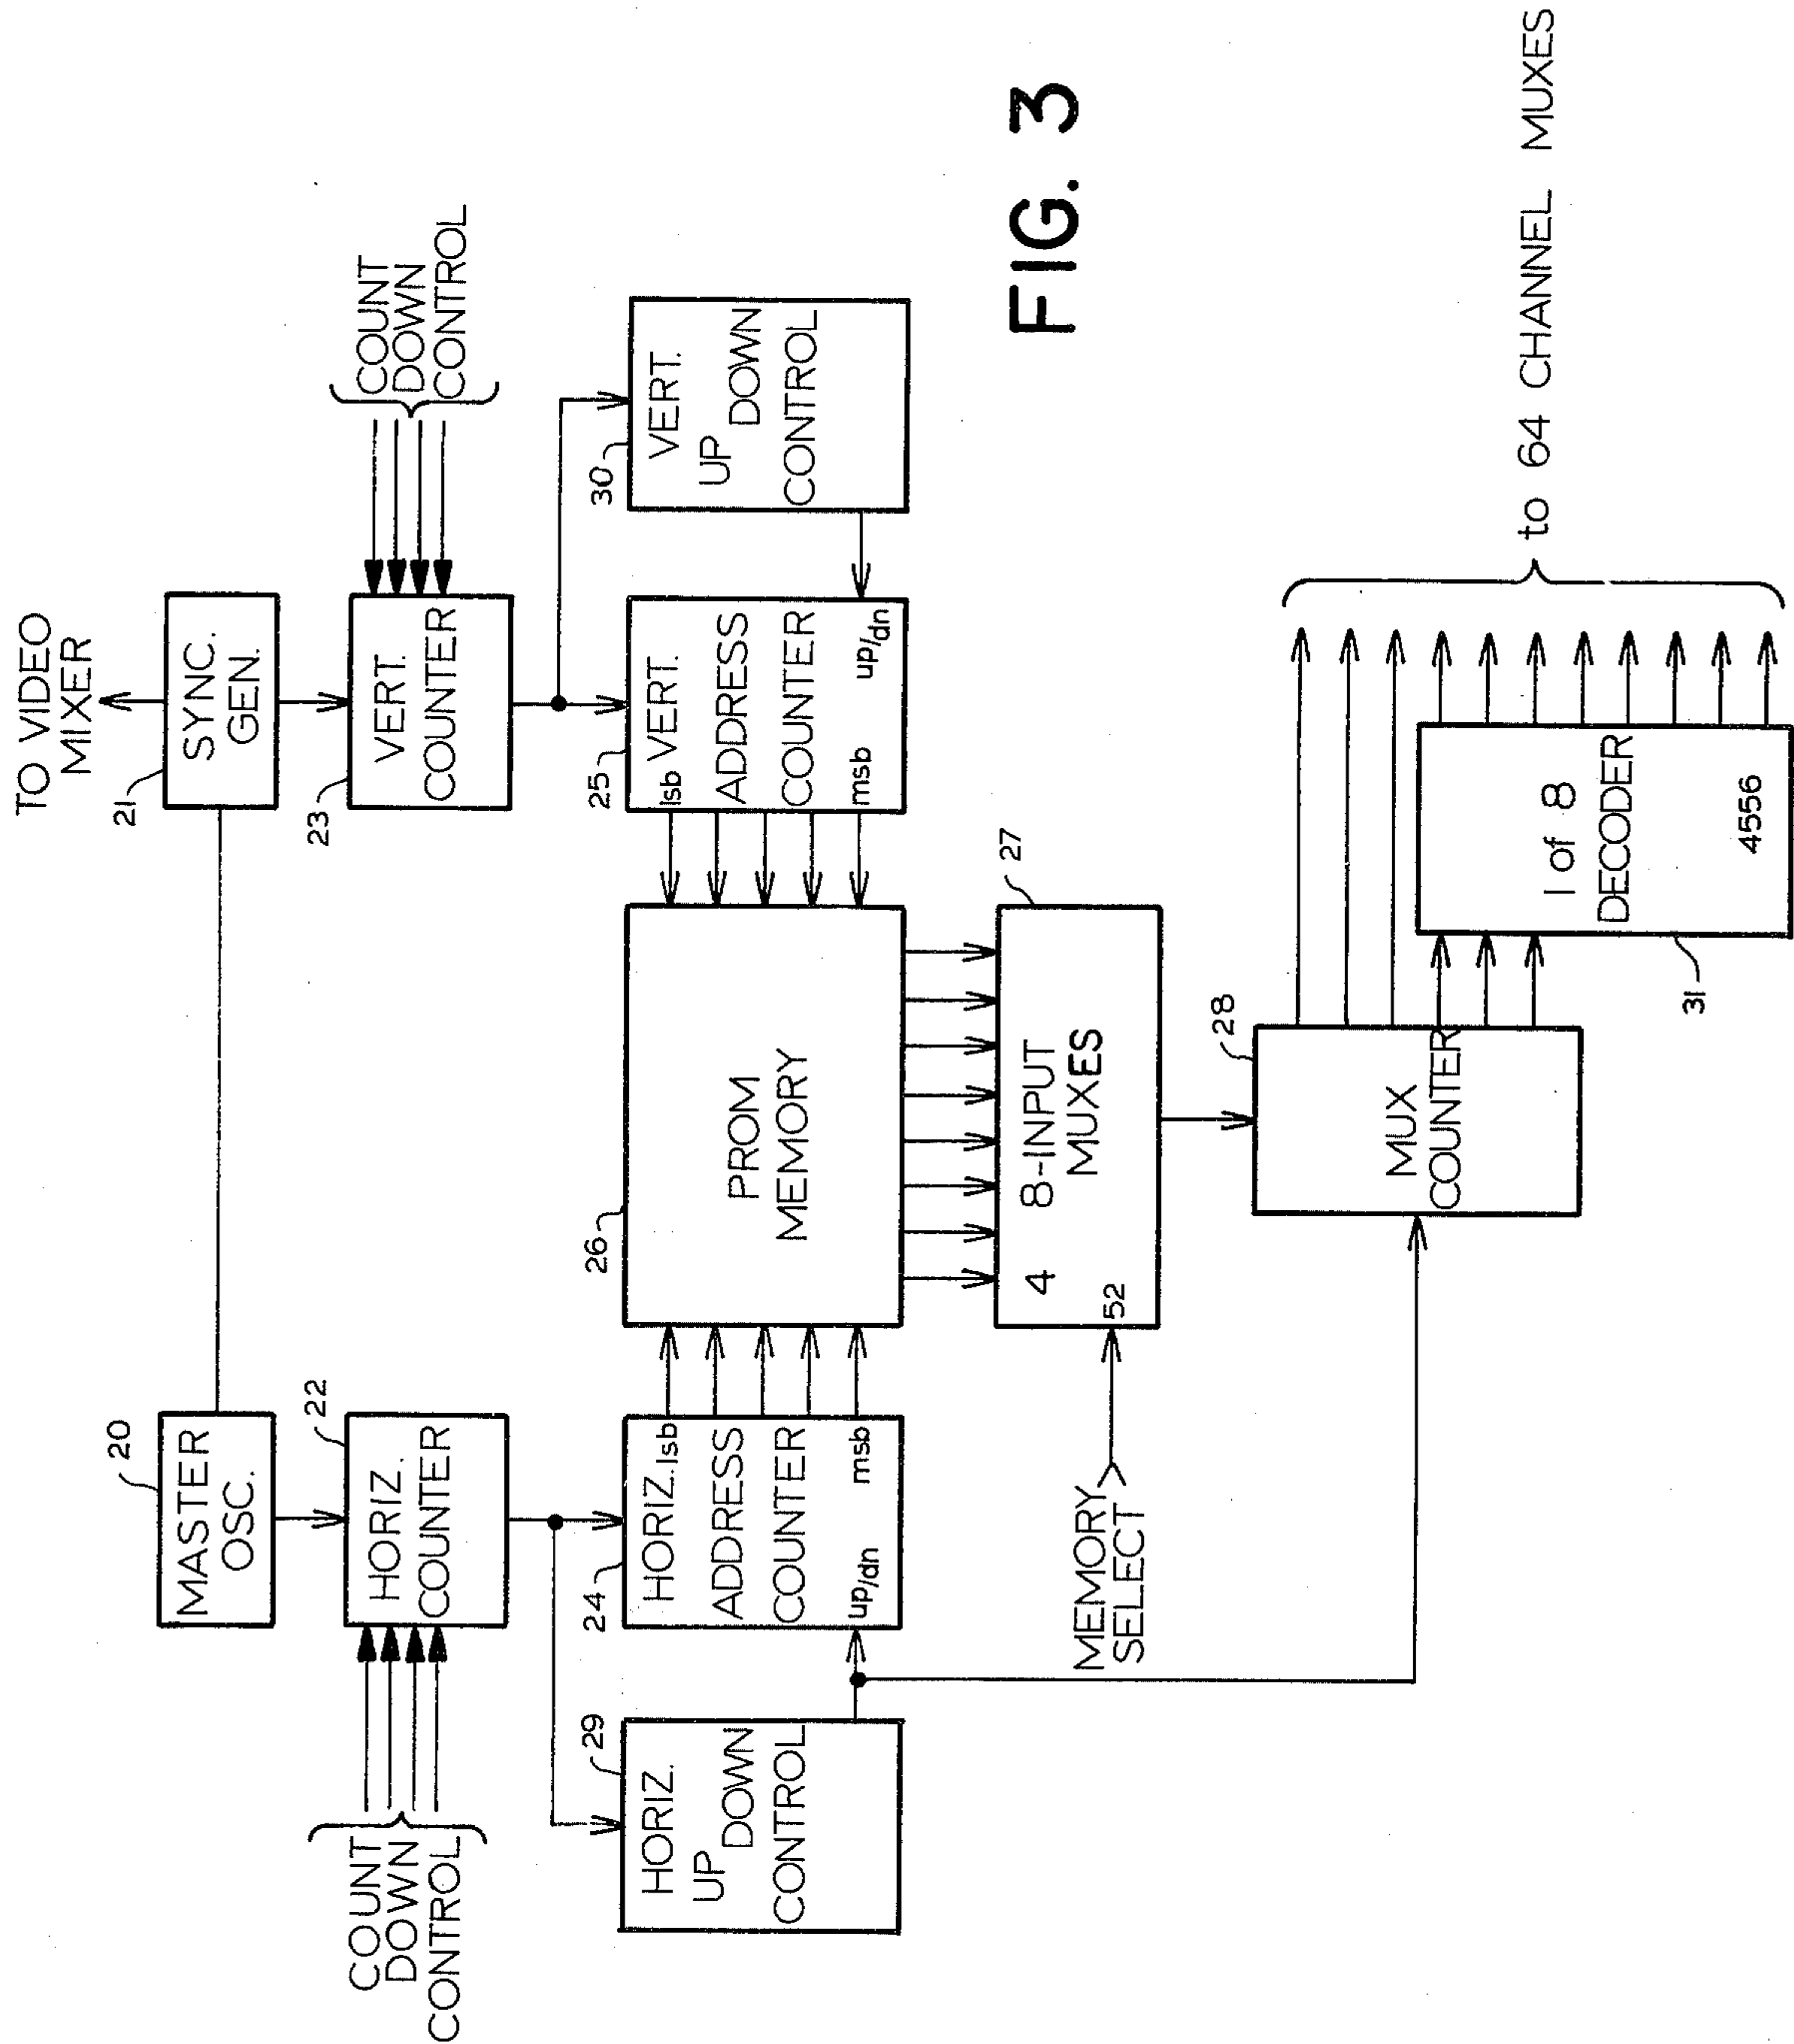 TO VIDEO
MIXER
20
MASTER
OSC.
21
SYNC.
GEN.
COUNT
DOWN
CONTROL
22
HORIZ.
COUNTER
23
VERT.
COUNTER
COUNT
DOWN
CONTROL
29
HORIZ.
UP
DOWN
CONTROL
24
HORIZ. lsb
ADDRESS
COUNTER
up/dn
msb
26
PROM
MEMORY
25
lsb VERT.
ADDRESS
COUNTER
msb
up/dn
30
VERT.
UP
DOWN
CONTROL
MEMORY
SELECT
27
4 8-INPUT
MUXES
52
FIG. 3
28
MUX
COUNTER
31
1 of 8
DECODER
4556
to 64 CHANNEL MUXES